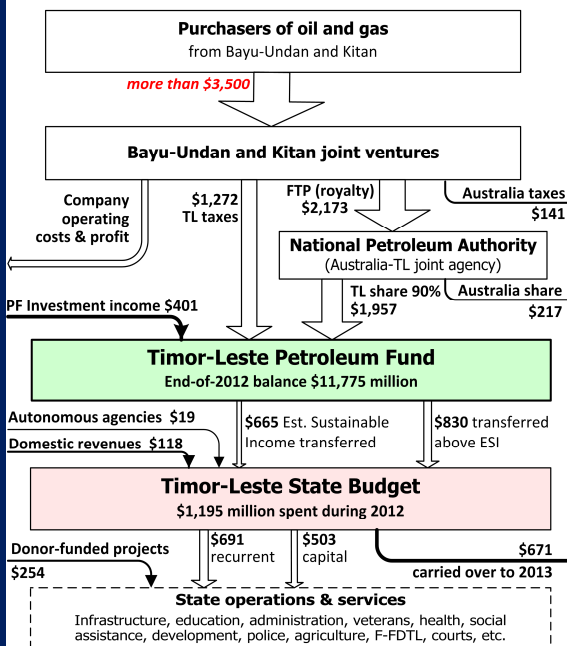 Purchasers of oil and gas
from Bayu-Undan and Kitan
more than $3,500
Bayu-Undan and Kitan joint ventures
Company
operating
costs & profit
$1,272
TL taxes
FTP (royalty)
$2,173
Australia taxes
$141
National Petroleum Authority
(Australia-TL joint agency)
TL share 90%
$1,957
Australia share
$217
PF Investment income $401
Timor-Leste Petroleum Fund
End-of-2012 balance $11,775 million
Autonomous agencies $19
Domestic revenues $118
$665 Est. Sustainable
Income transferred
$830 transferred
above ESI
Timor-Leste State Budget
$1,195 million spent during 2012
$691
recurrent
$503
capital
$671
carried over to 2013
Donor-funded projects
$254
State operations & services
Infrastructure, education, administration, veterans, health, social
assistance, development, police, agriculture, F-FDTL, courts, etc.